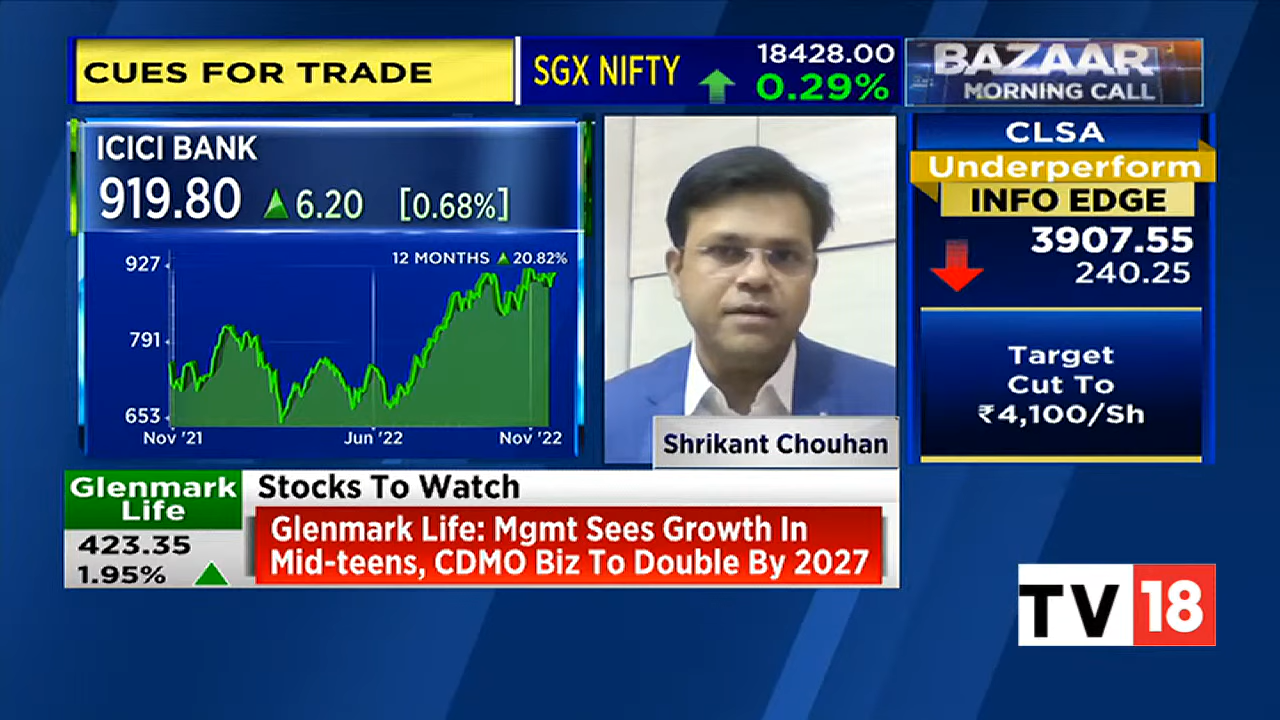 CUES FOR TRADE
SGX NIFTY
18428.00
0.29%
BAZAAR
MORNING CALL
ICICI BANK
919.80 6.20 [0.68%]
12 MONTHS 20.82%
927
791
653
Nov '21 Jun '22 Nov '22
Shrikant Chouhan
CLSA
Underperform
INFO EDGE
3907.55
240.25
Target
Cut To
₹4,100/Sh
Glenmark
Life
423.35
1.95%
Stocks To Watch
Glenmark Life: Mgmt Sees Growth In
Mid-teens, CDMO Biz To Double By 2027
TV18